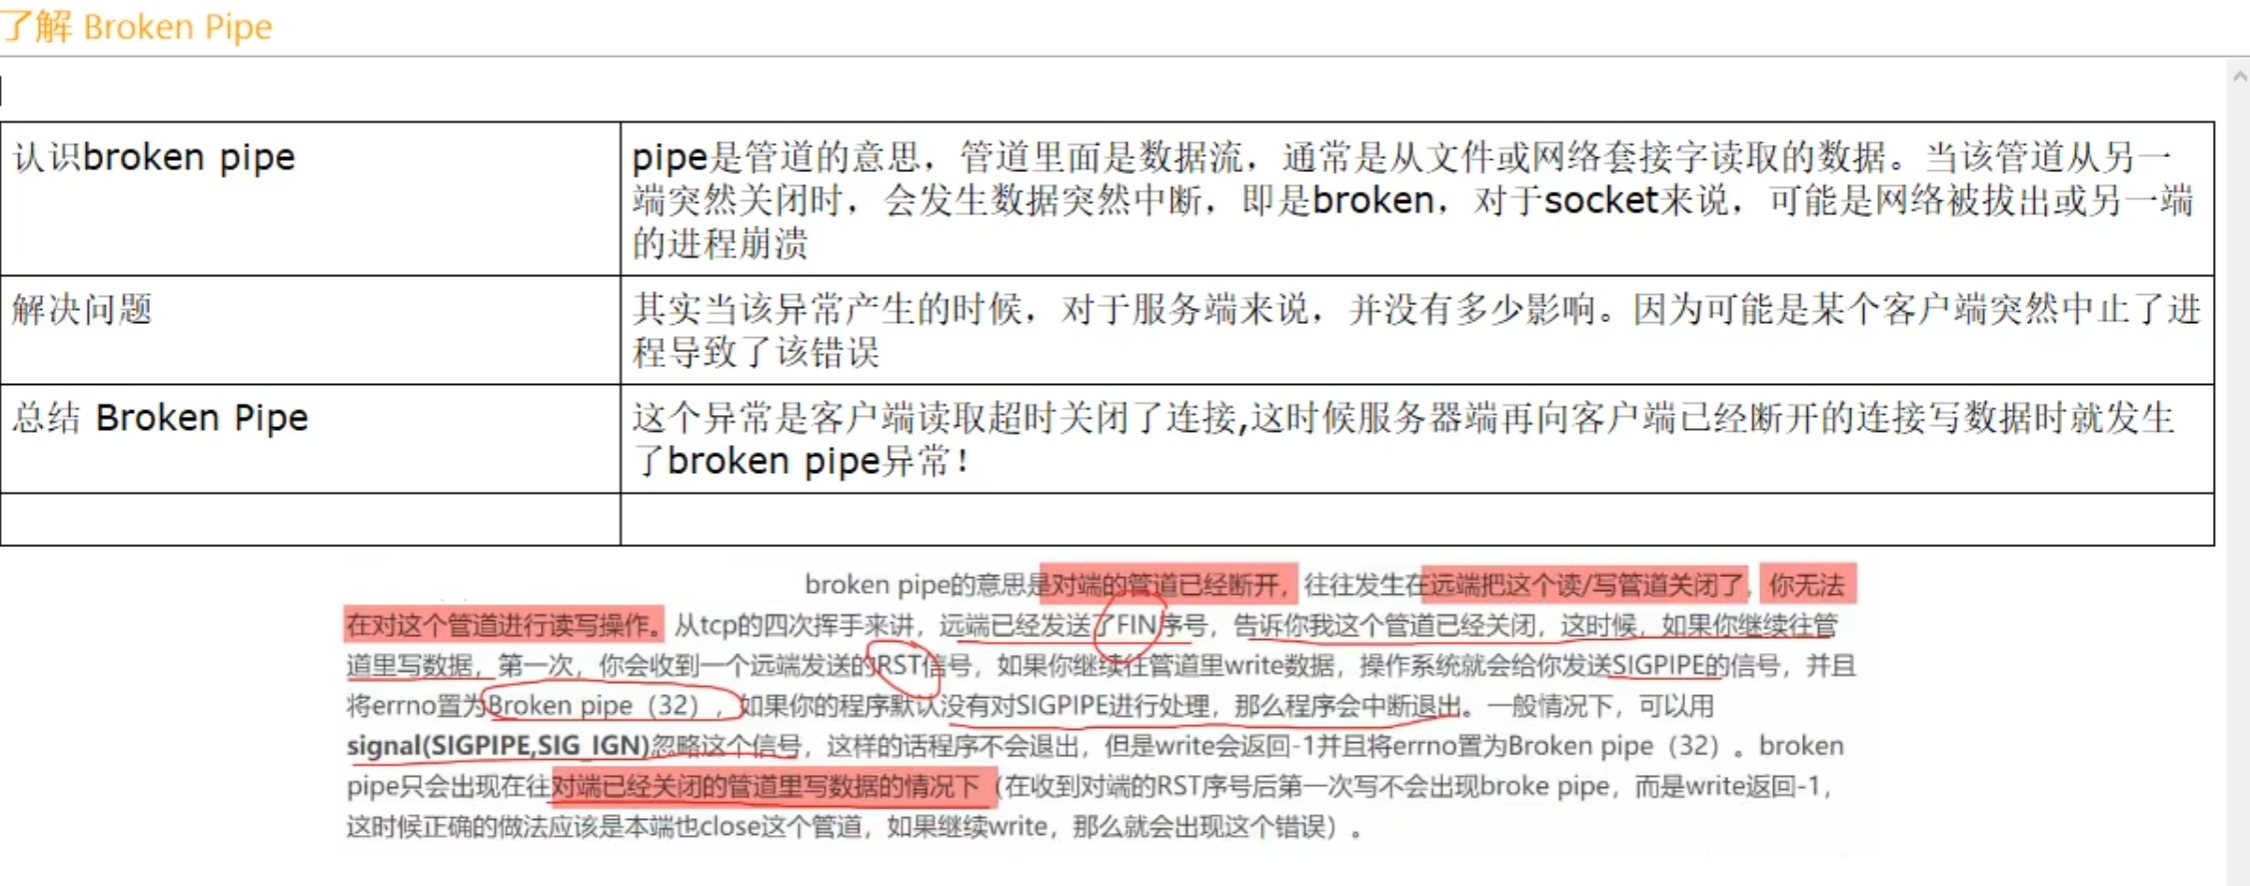 了解 Broken Pipe
认识broken pipe
pipe是管道的意思，管道里面是数据流，通常是从文件或网络套接字读取的数据。当该管道从另一
端突然关闭时，会发生数据突然中断，即是broken，对于socket来说，可能是网络被拔出或另一端
的进程崩溃
解决问题
其实当该异常产生的时候，对于服务端来说，并没有多少影响。因为可能是某个客户端突然中止了进
程导致了该错误
总结 Broken Pipe
这个异常是客户端读取超时关闭了连接,这时候服务器端再向客户端已经断开的连接写数据时就发生
了broken pipe异常！
broken pipe的意思是对端的管道已经断开，往往发生在远端把这个读/写管道关闭了，你无法
在对这个管道进行读写操作。从tcp的四次挥手来讲，远端已经发送了FIN序号，告诉你我这个管道已经关闭，这时候，如果你继续往管
道里写数据，第一次，你会收到一个远端发送的RST信号，如果你继续往管道里write数据，操作系统就会给你发送SIGPIPE的信号，并且
将errno置为Broken pipe（32），如果你的程序默认没有对SIGPIPE进行处理，那么程序会中断退出。一般情况下，可以用
signal(SIGPIPE,SIG_IGN)忽略这个信号，这样的话程序不会退出，但是write会返回-1并且将errno置为Broken pipe（32）。broken
pipe只会出现在往对端已经关闭的管道里写数据的情况下（在收到对端的RST序号后第一次写不会出现broke pipe，而是write返回-1，
这时候正确的做法应该是本端也close这个管道，如果继续write，那么就会出现这个错误）。